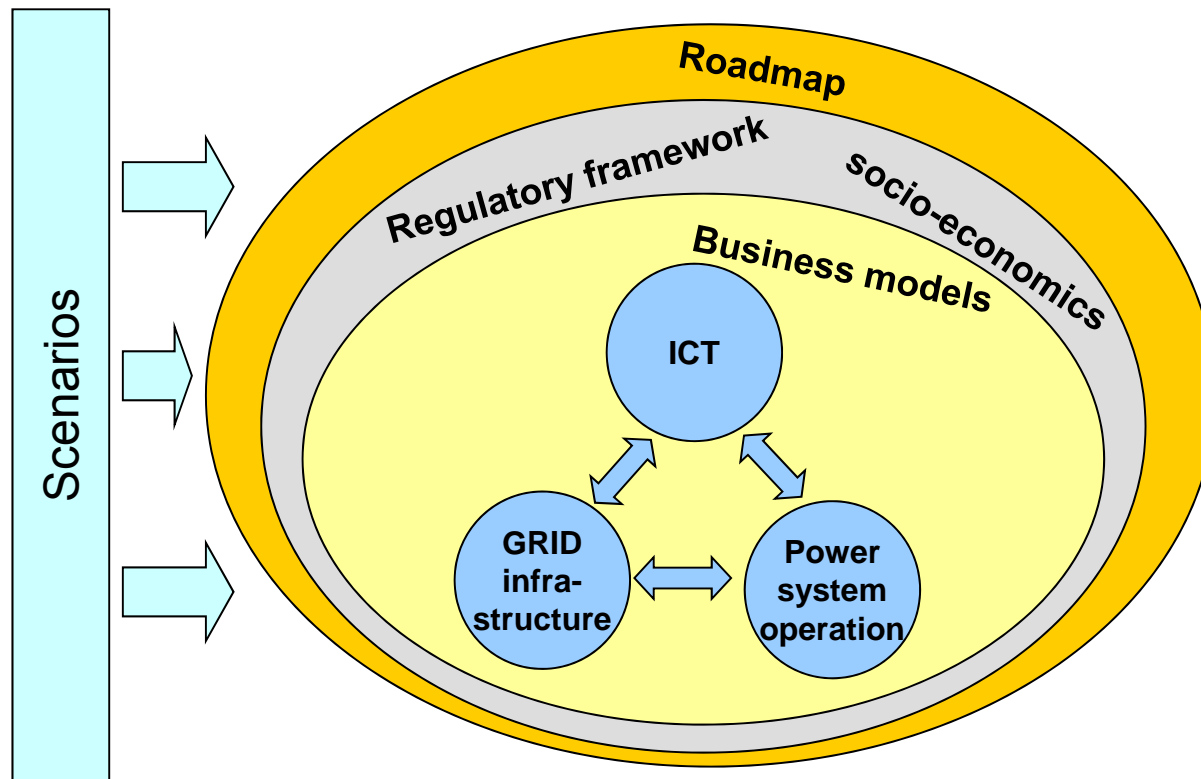 Scenarios
Roadmap
Regulatory framework
socio-economics
Business models
ICT
GRID
infra-
structure
Power
system
operation